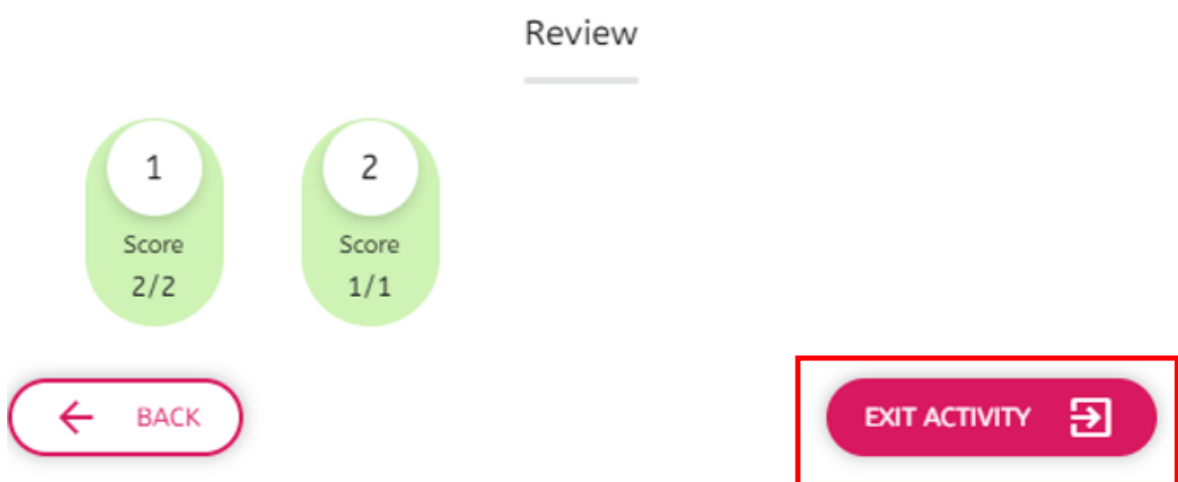 Review
1
Score
2/2
2
Score
1/1
BACK
EXIT ACTIVITY